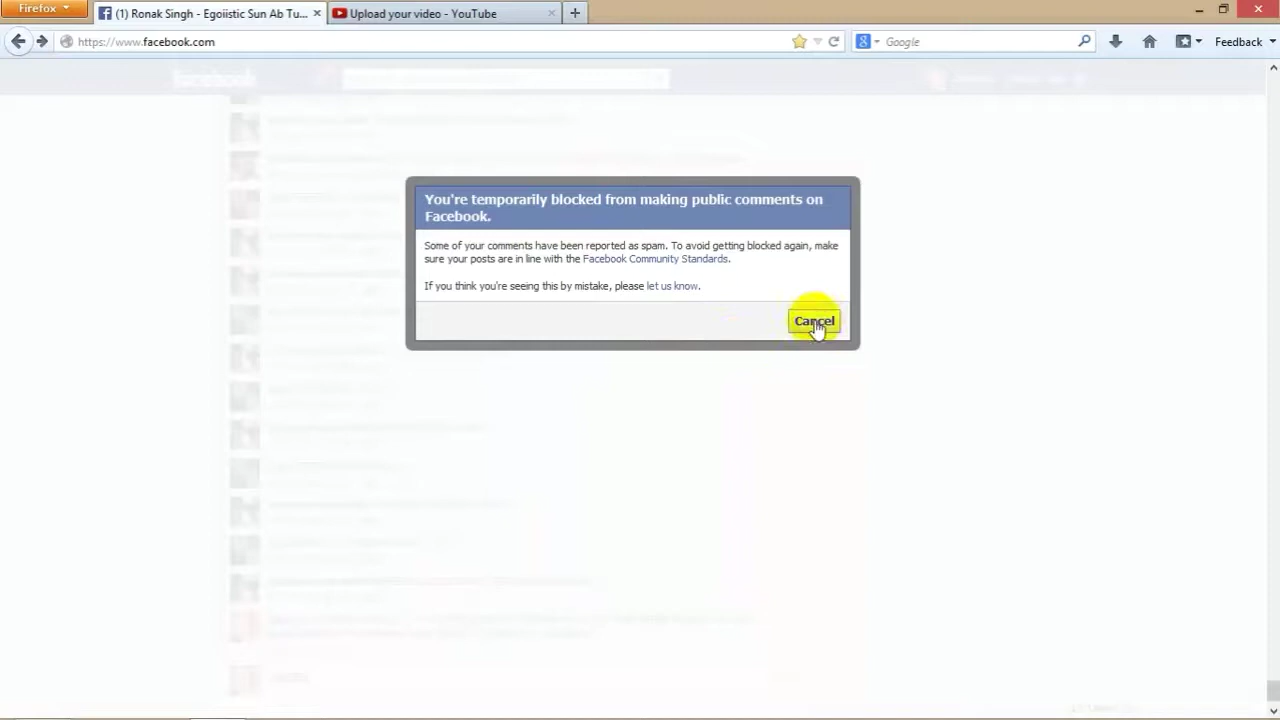 Firefox
(1) Ronak Singh - Egoiistic Sun Ab Tu...
Upload your video - YouTube
https://www.facebook.com
Google
Feedback
facebook
You're temporarily blocked from making public comments on
Facebook.
Some of your comments have been reported as spam. To avoid getting blocked again, make
sure your posts are in line with the Facebook Community Standards.
If you think you're seeing this by mistake, please let us know.
Cancel